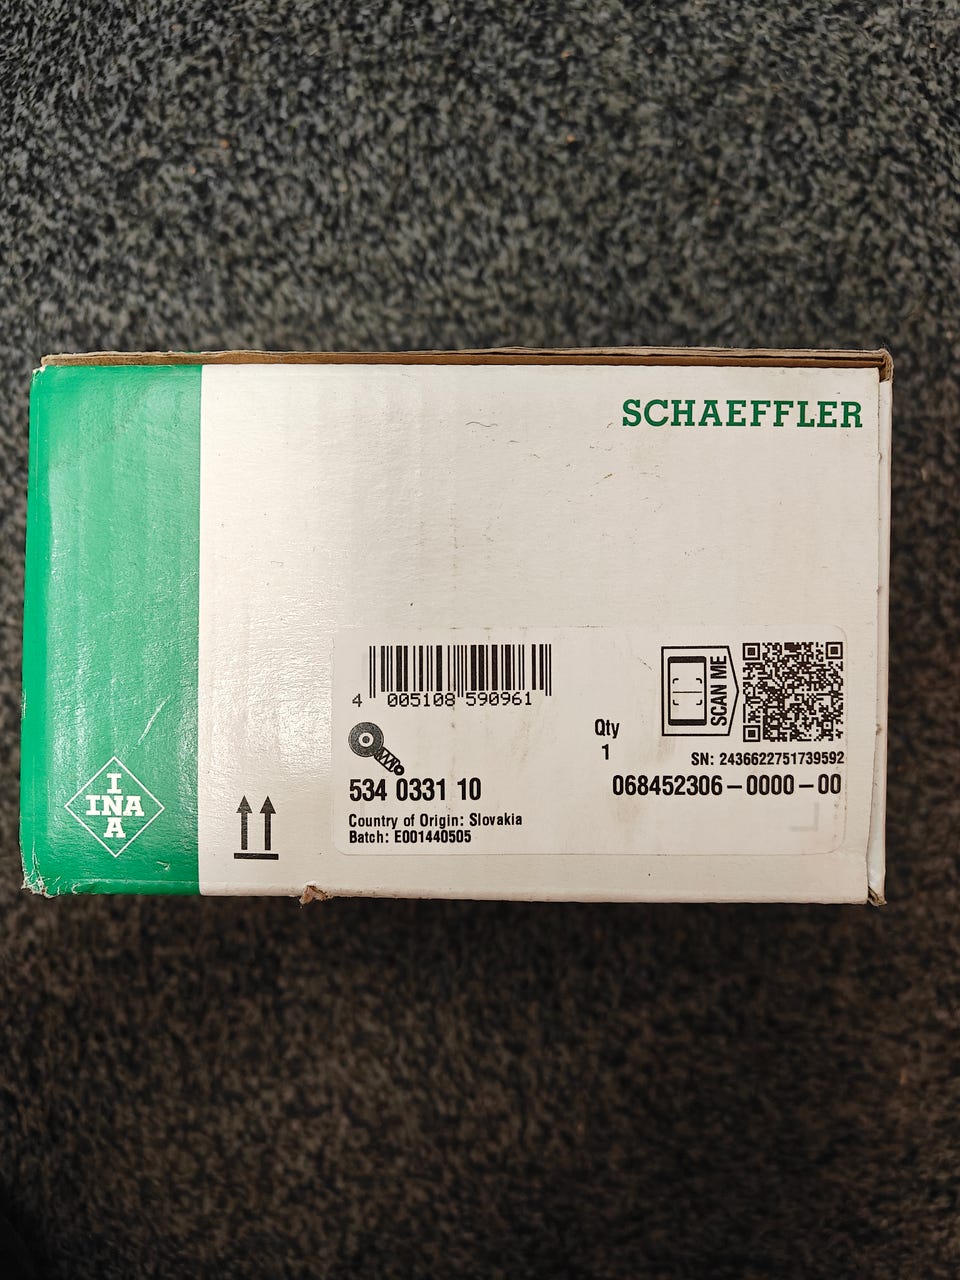 SCHAEFFLER
4 005108 590961
SCAN ME
Qty
1
SN: 2436622751739592
534 0331 10
068452306-0000-00
Country of Origin: Slovakia
Batch: E001440505
I
INA
A